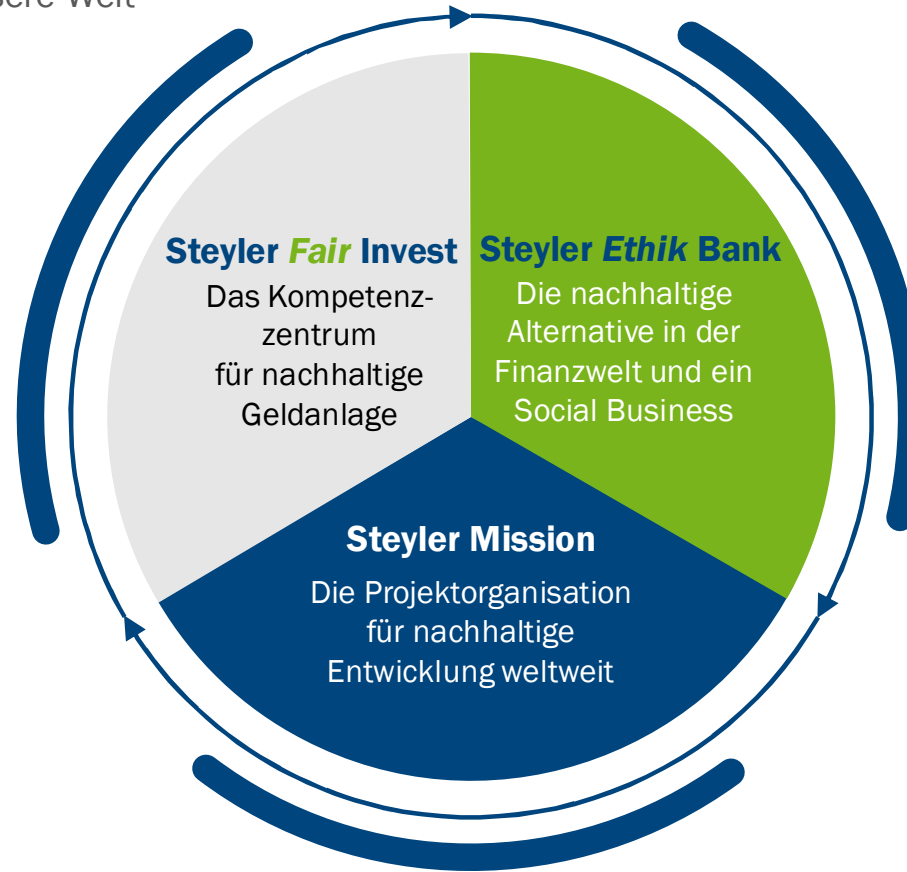 Welt
Steyler Fair Invest
Das Kompetenz-
zentrum
für nachhaltige
Geldanlage
Steyler Ethik Bank
Die nachhaltige
Alternative in der
Finanzwelt und ein
Social Business
Steyler Mission
Die Projektorganisation
für nachhaltige
Entwicklung weltweit